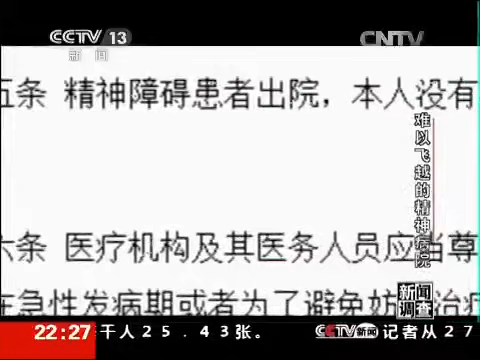 CCTV 13
新闻
CNTV
五条 精神障碍患者出院，本人没有
难以飞越的精神病院
六条 医疗机构及其医务人员应当尊
在急性发病期或者为了避免妨 治疗
新闻
调查
22:27
千人25.43张。
CCTV新闻 记者从27